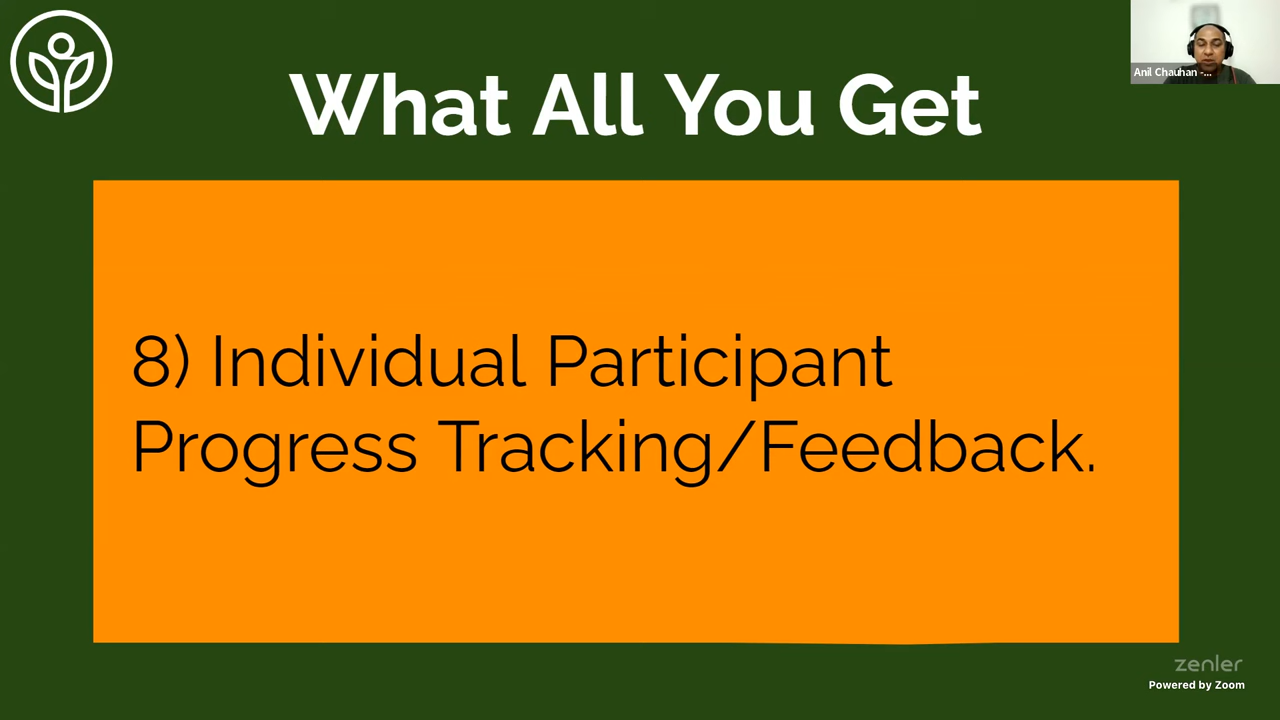 What All You Get
Anil Chauhan -...
8) Individual Participant
Progress Tracking/Feedback.
zenler
Powered by Zoom